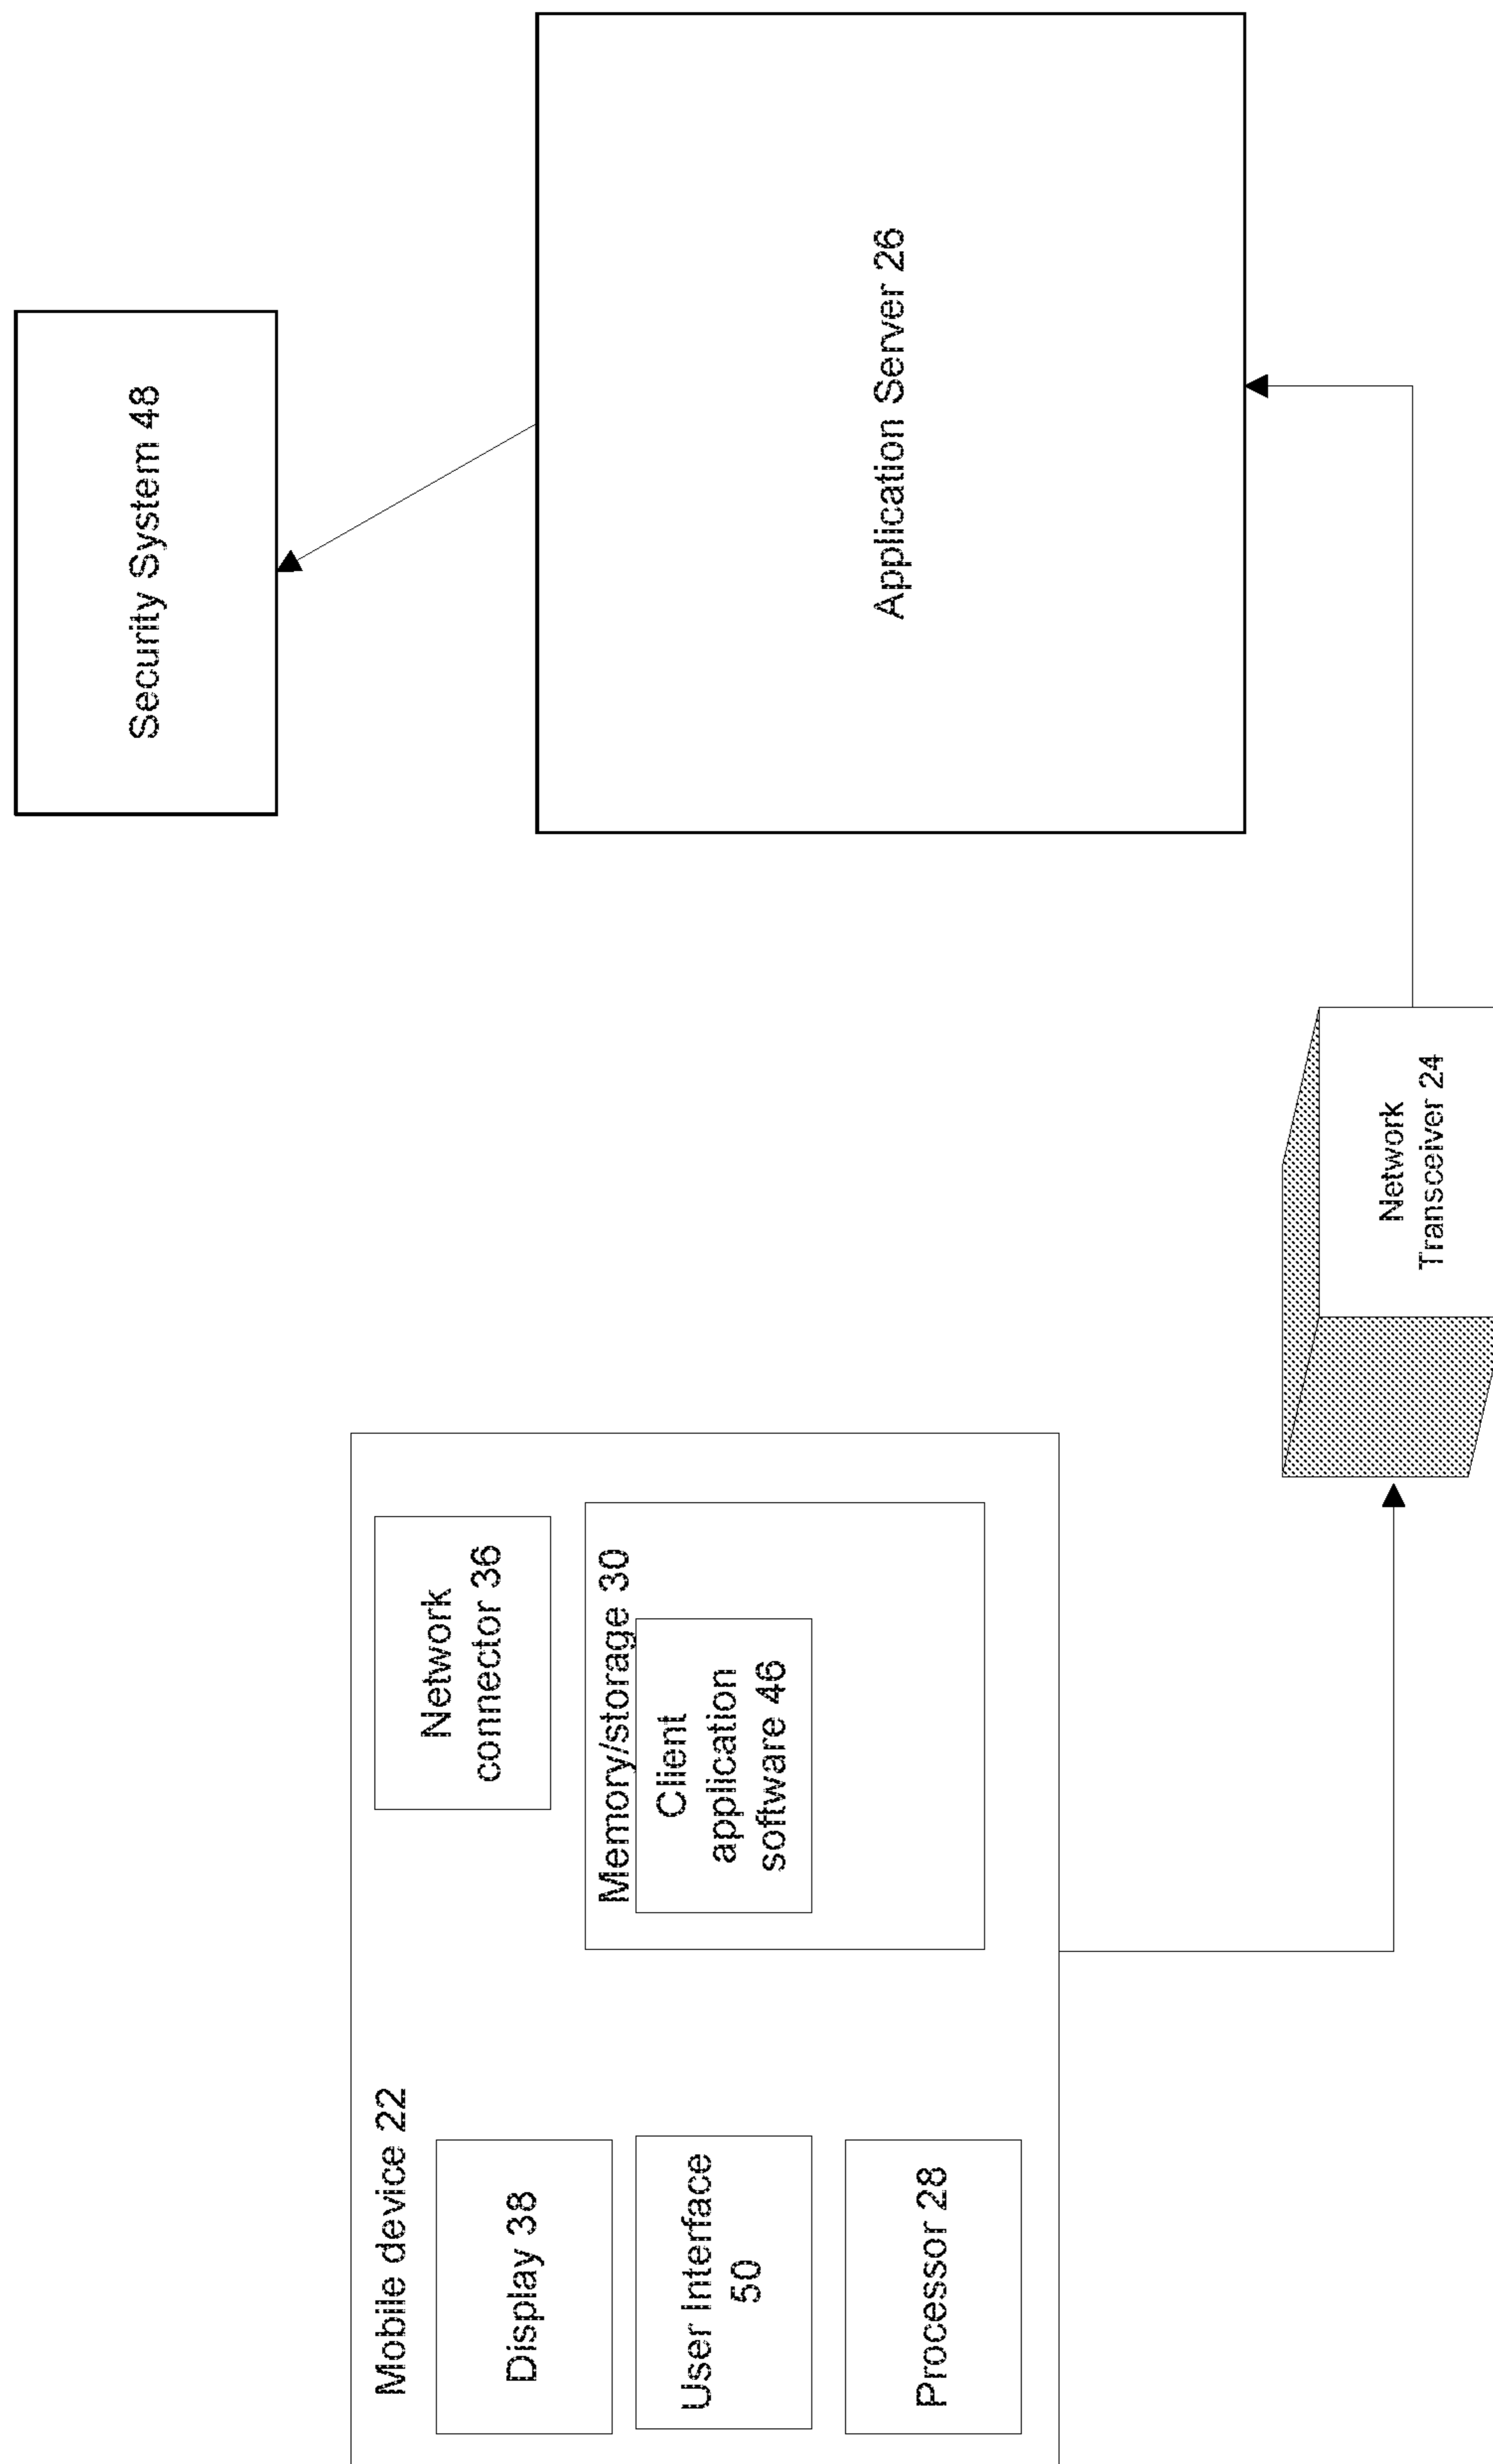 Mobile device 22
Display 38
User Interface
50
Processor 28
Network
connector 36
Memory/storage 30
Client
application
software 46
Network
Transceiver 24
Security System 48
Application Server 26